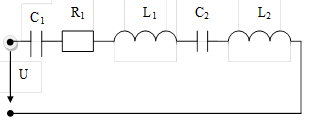 C₁ R₁ L₁ C₂ L₂
U